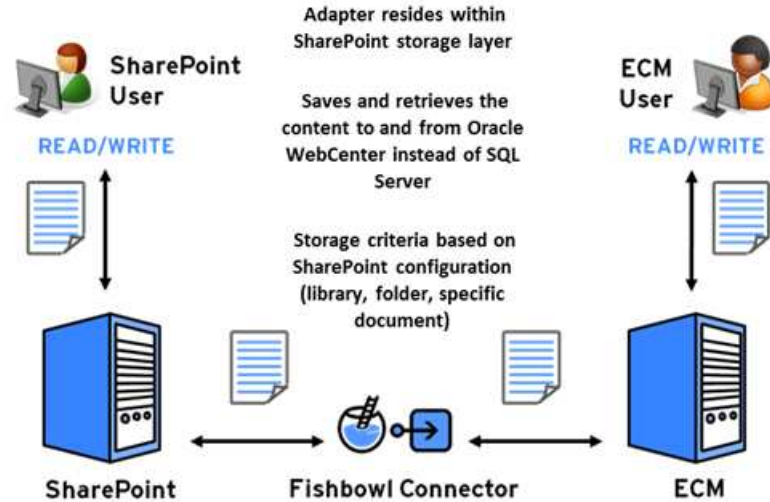 Adapter resides within
SharePoint storage layer
SharePoint
User
ECM
User
Saves and retrieves the
content to and from Oracle
WebCenter instead of SQL
Server
READ/WRITE
READ/WRITE
Storage criteria based on
SharePoint configuration
(library, folder, specific
document)
SharePoint
Fishbowl Connector
ECM